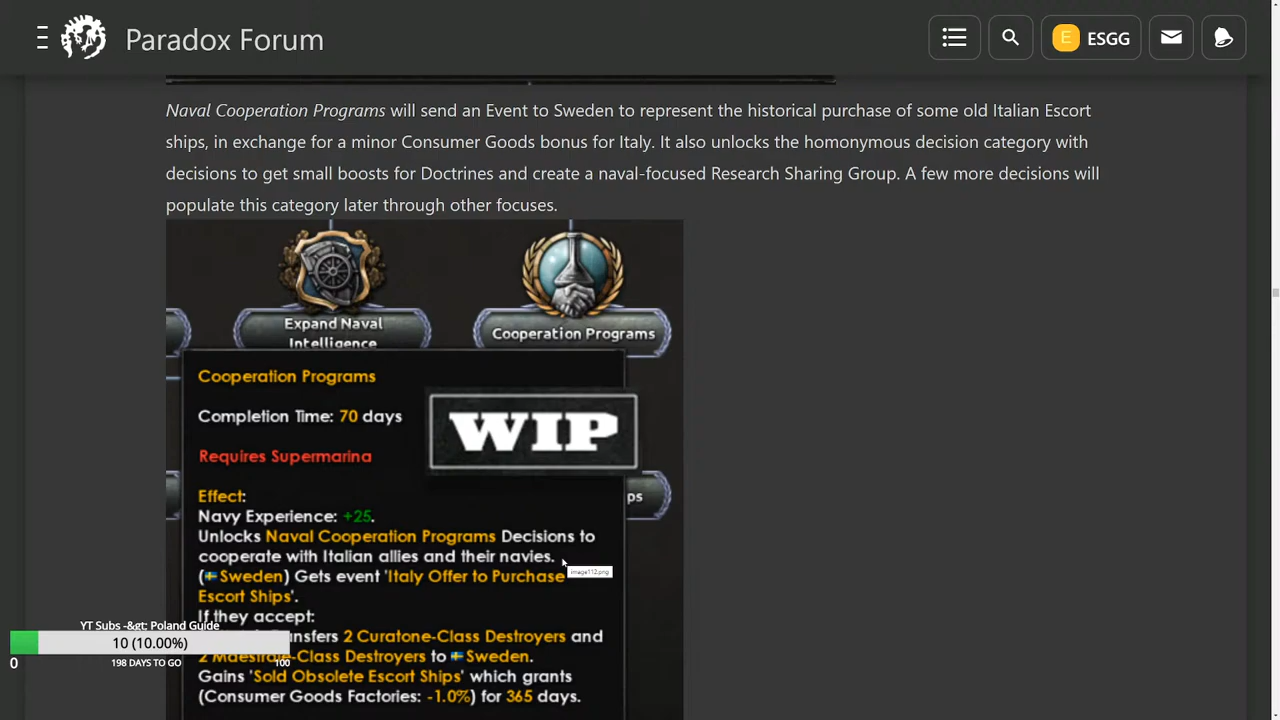 Paradox Forum
E ESGG
Naval Cooperation Programs will send an Event to Sweden to represent the historical purchase of some old Italian Escort
ships, in exchange for a minor Consumer Goods bonus for Italy. It also unlocks the homonymous decision category with
decisions to get small boosts for Doctrines and create a naval-focused Research Sharing Group. A few more decisions will
populate this category later through other focuses.
Expand Naval
Intelligence
Cooperation Programs
Cooperation Programs
WIP
Completion Time: 70 days
Requires Supermarina
ps
Effect:
Navy Experience: +25.
Unlocks Naval Cooperation Programs Decisions to
cooperate with Italian allies and their navies.
image112.png
(Sweden) Gets event 'Italy Offer to Purchase
Escort Ships'.
If they accept:
nsfers 2 Curatone-Class Destroyers and
2 Maestrale-Class Destroyers to Sweden.
Gains 'Sold Obsolete Escort Ships' which grants
(Consumer Goods Factories: -1.0%) for 365 days.
YT Subs -&gt: Poland Guide
10 (10.00%)
0 198 DAYS TO GO 100